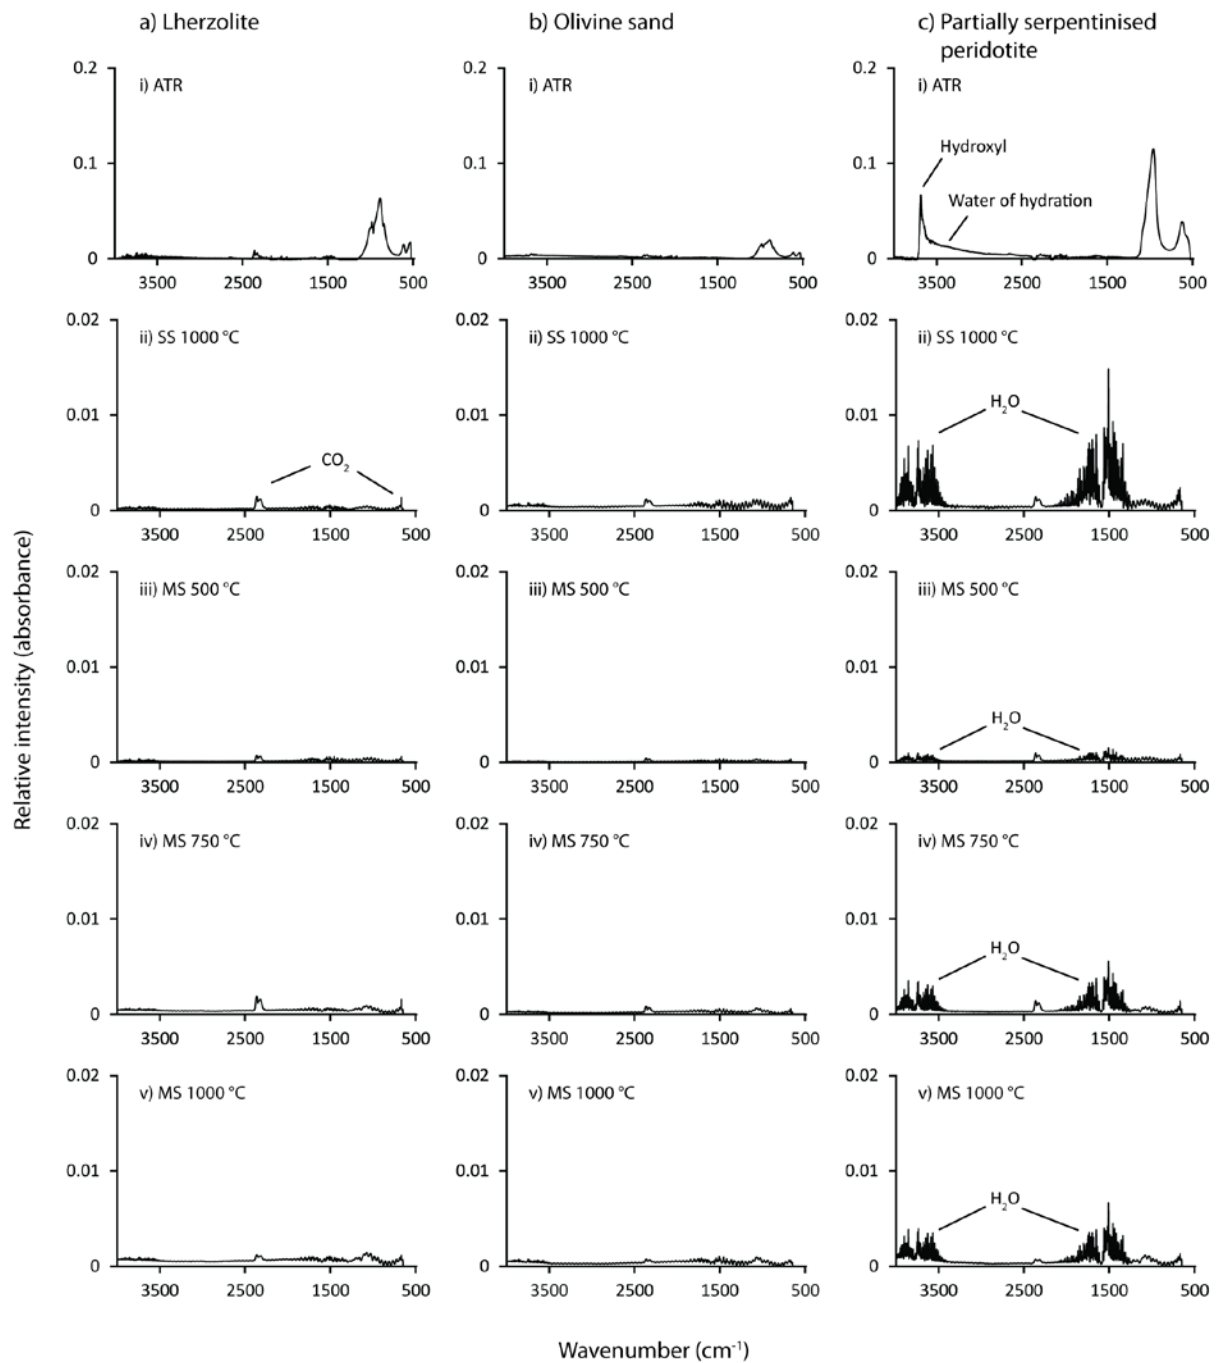 a) Lherzolite
b) Olivine sand
c) Partially serpentinised
peridotite
0.2
0.1
0
i) ATR
3500 2500 1500 500
0.2
0.1
0
i) ATR
3500 2500 1500 500
0.2
0.1
0
i) ATR
Hydroxyl
Water of hydration
3500 2500 1500 500
0.02
0.01
0
ii) SS 1000 °C
CO₂
3500 2500 1500 500
0.02
0.01
0
ii) SS 1000 °C
3500 2500 1500 500
0.02
0.01
0
ii) SS 1000 °C
H₂O
3500 2500 1500 500
0.02
0.01
0
iii) MS 500 °C
3500 2500 1500 500
0.02
0.01
0
iii) MS 500 °C
3500 2500 1500 500
0.02
0.01
0
iii) MS 500 °C
H₂O
3500 2500 1500 500
0.02
0.01
0
iv) MS 750 °C
3500 2500 1500 500
0.02
0.01
0
iv) MS 750 °C
3500 2500 1500 500
0.02
0.01
0
iv) MS 750 °C
H₂O
3500 2500 1500 500
0.02
0.01
0
v) MS 1000 °C
3500 2500 1500 500
0.02
0.01
0
v) MS 1000 °C
3500 2500 1500 500
0.02
0.01
0
v) MS 1000 °C
H₂O
3500 2500 1500 500
Relative intensity (absorbance)
Wavenumber (cm⁻¹)